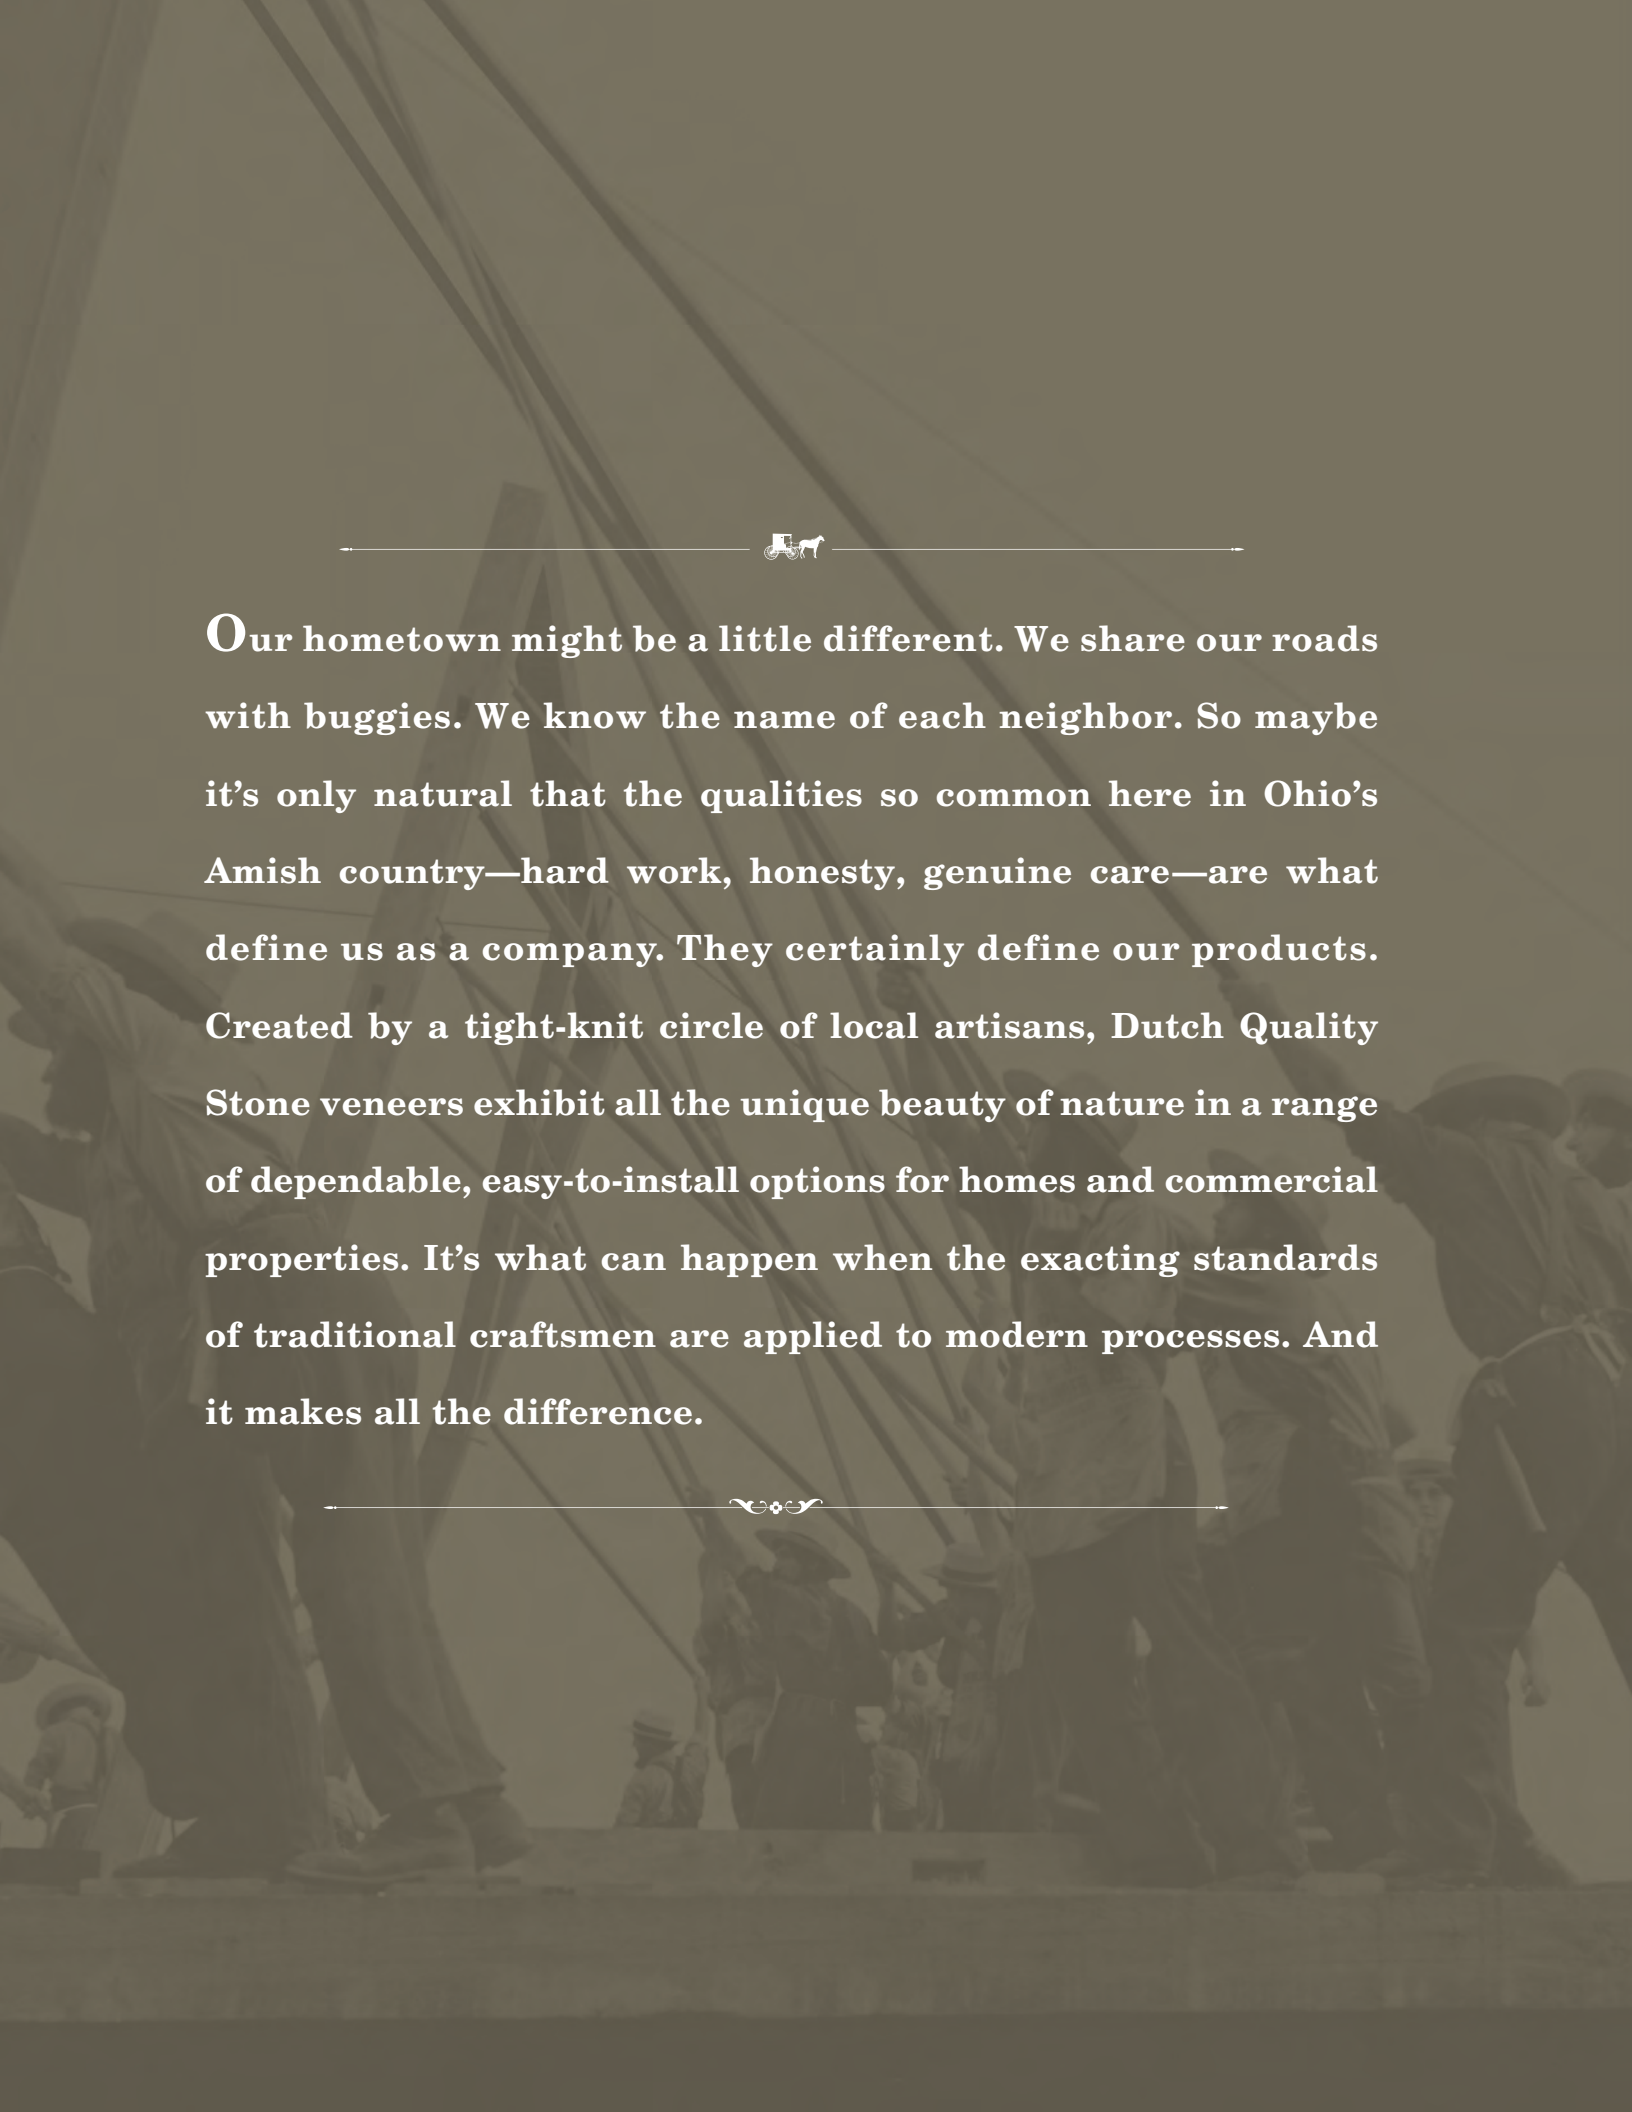 Our hometown might be a little different. We share our roads
with buggies. We know the name of each neighbor. So maybe
it’s only natural that the qualities so common here in Ohio’s
Amish country—hard work, honesty, genuine care—are what
define us as a company. They certainly define our products.
Created by a tight-knit circle of local artisans, Dutch Quality
Stone veneers exhibit all the unique beauty of nature in a range
of dependable, easy-to-install options for homes and commercial
properties. It’s what can happen when the exacting standards
of traditional craftsmen are applied to modern processes. And
it makes all the difference.